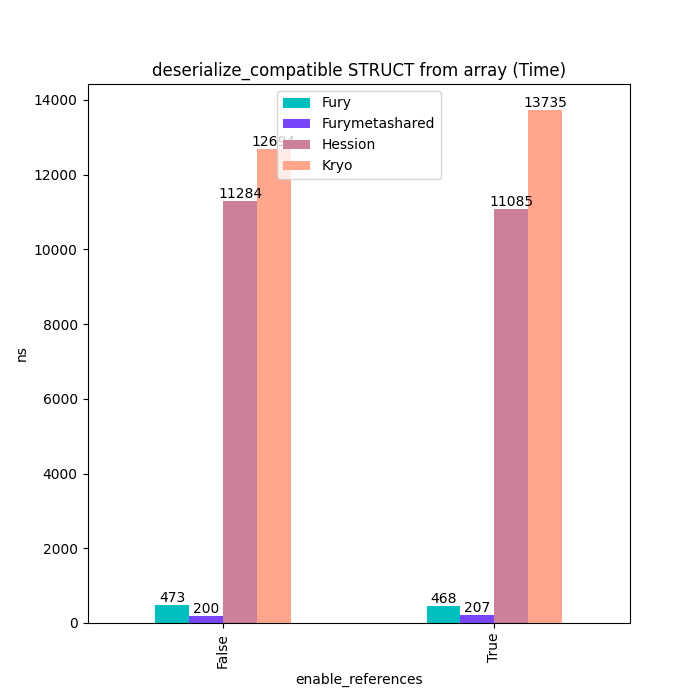 deserialize_compatible STRUCT from array (Time)
Fury
Furymetashared
Hession
Kryo
14000
12000
10000
8000
6000
4000
2000
0
ns
473
200
11284
12694
468
207
11085
13735
False
True
enable_references